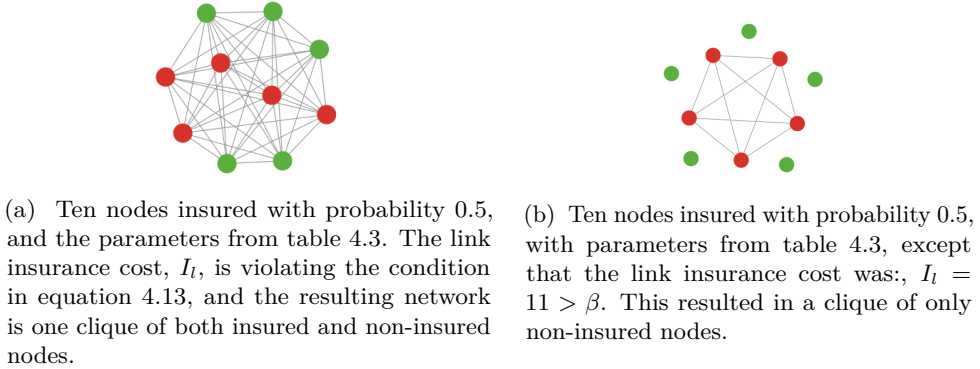 (a) Ten nodes insured with probability 0.5,
and the parameters from table 4.3. The link
insurance cost, I_l, is violating the condition
in equation 4.13, and the resulting network
is one clique of both insured and non-insured
nodes.
(b) Ten nodes insured with probability 0.5,
with parameters from table 4.3, except
that the link insurance cost was:, I_l =
11 > β. This resulted in a clique of only
non-insured nodes.